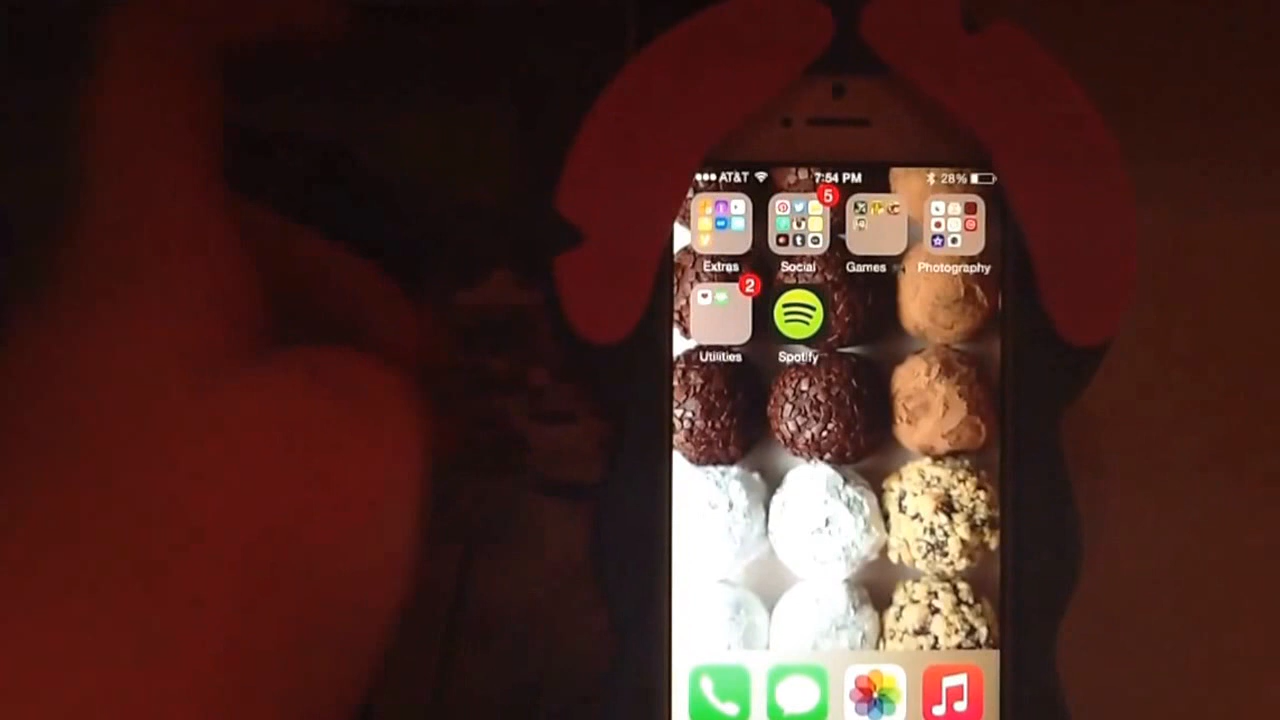 AT&T 7:54 PM 28%
5
Extras Social Games Photography
2
Utilities Spotify